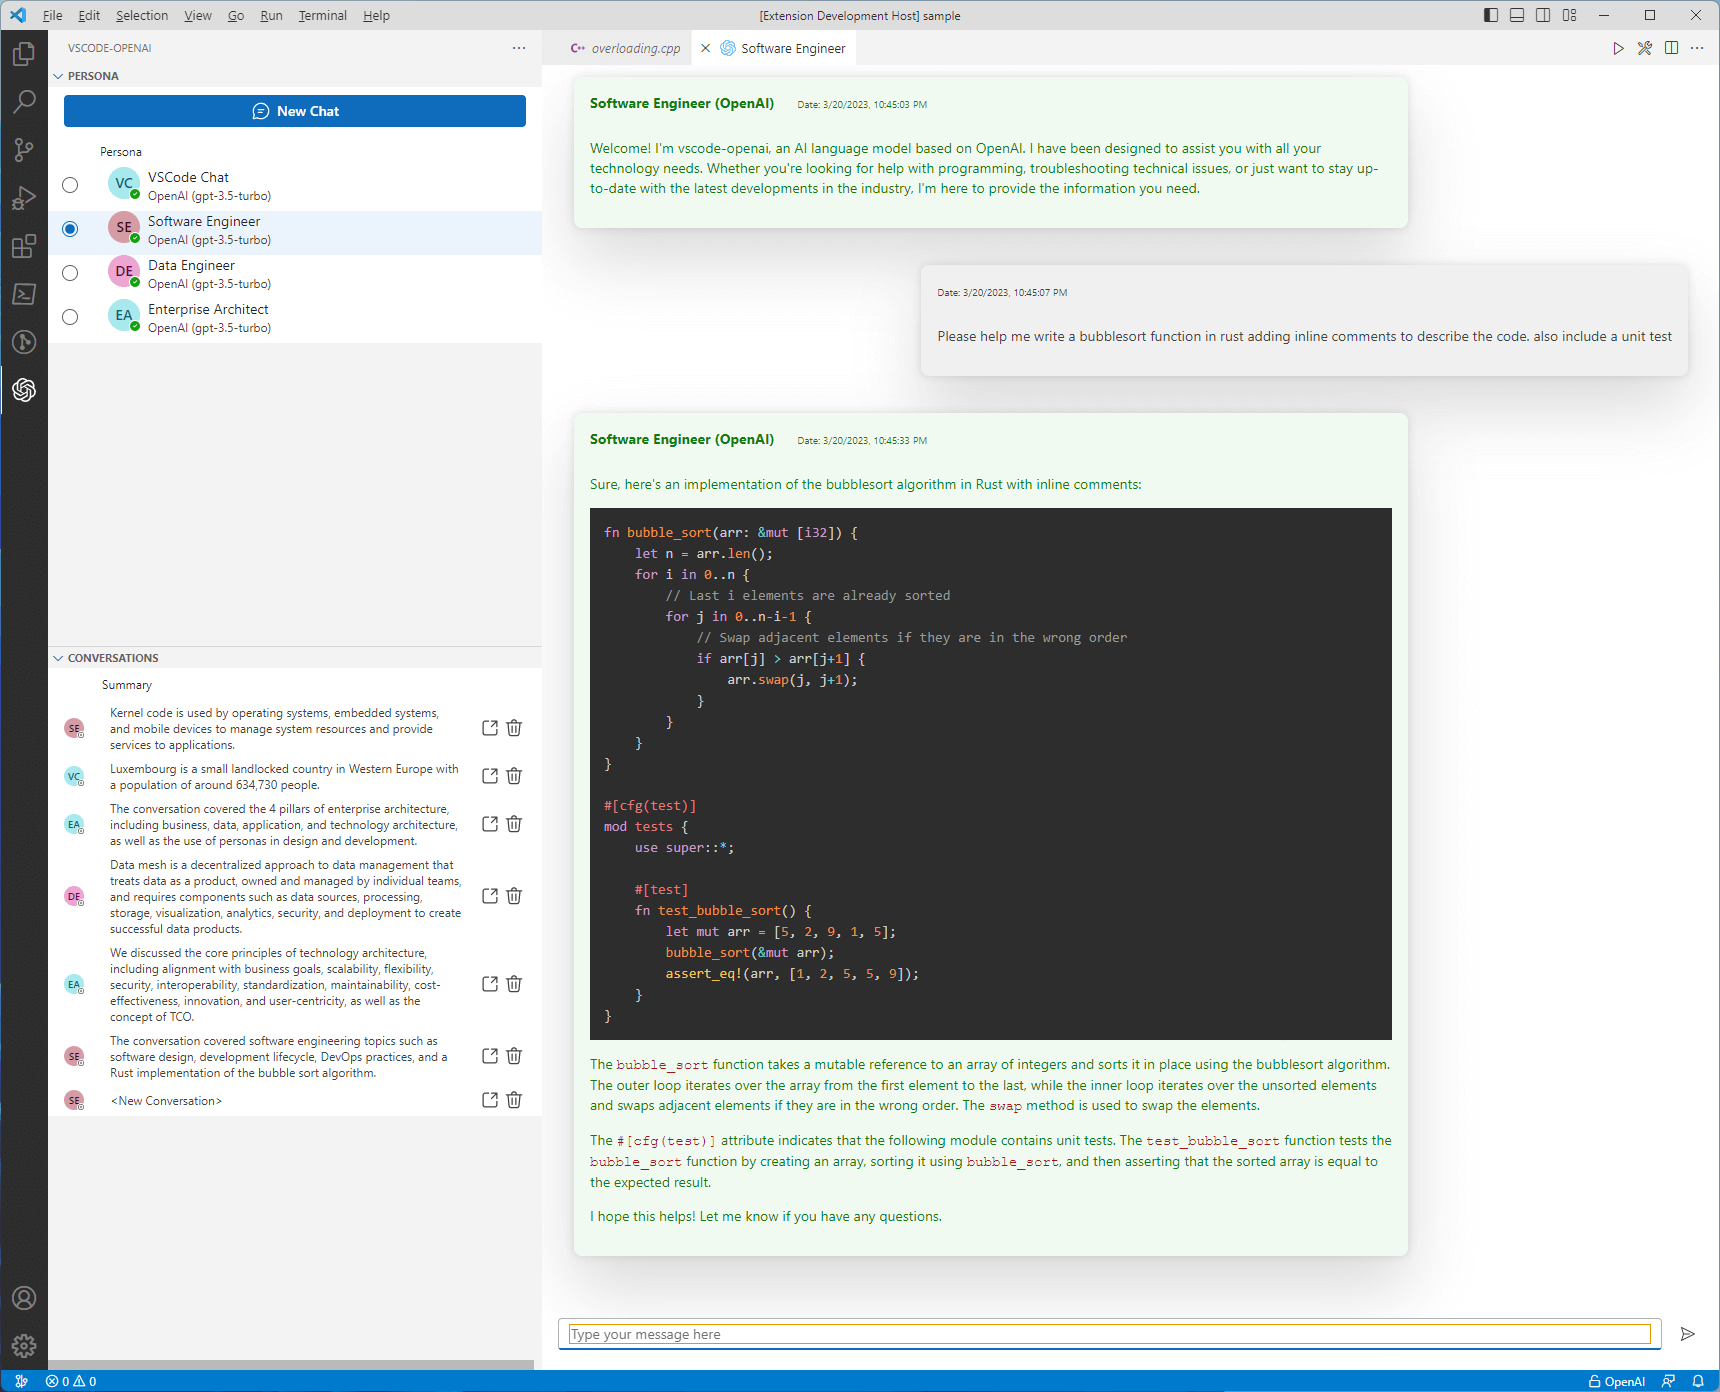 File Edit Selection View Go Run Terminal Help
[Extension Development Host] sample
VSCODE-OPENAI
PERSONA
New Chat
Persona
VC VSCode Chat
OpenAI (gpt-3.5-turbo)
SE Software Engineer
OpenAI (gpt-3.5-turbo)
DE Data Engineer
OpenAI (gpt-3.5-turbo)
EA Enterprise Architect
OpenAI (gpt-3.5-turbo)
CONVERSATIONS
Summary
SE
Kernel code is used by operating systems, embedded systems,
and mobile devices to manage system resources and provide
services to applications.
VC
Luxembourg is a small landlocked country in Western Europe with
a population of around 634,730 people.
EA
The conversation covered the 4 pillars of enterprise architecture,
including business, data, application, and technology architecture,
as well as the use of personas in design and development.
DE
Data mesh is a decentralized approach to data management that
treats data as a product, owned and managed by individual teams,
and requires components such as data sources, processing,
storage, visualization, analytics, security, and deployment to create
successful data products.
EA
We discussed the core principles of technology architecture,
including alignment with business goals, scalability, flexibility,
security, interoperability, standardization, maintainability, cost-
effectiveness, innovation, and user-centricity, as well as the
concept of TCO.
SE
The conversation covered software engineering topics such as
software design, development lifecycle, DevOps practices, and a
Rust implementation of the bubble sort algorithm.
SE <New Conversation>
C++ overloading.cpp
Software Engineer
Software Engineer (OpenAI) Date: 3/20/2023, 10:45:03 PM
Welcome! I'm vscode-openai, an AI language model based on OpenAI. I have been designed to assist you with all your
technology needs. Whether you're looking for help with programming, troubleshooting technical issues, or just want to stay up-
to-date with the latest developments in the industry, I'm here to provide the information you need.
Date: 3/20/2023, 10:45:07 PM
Please help me write a bubblesort function in rust adding inline comments to describe the code. also include a unit test
Software Engineer (OpenAI) Date: 3/20/2023, 10:45:33 PM
Sure, here's an implementation of the bubblesort algorithm in Rust with inline comments:
fn bubble_sort(arr: &mut [i32]) {
    let n = arr.len();
    for i in 0..n {
        // Last i elements are already sorted
        for j in 0..n-i-1 {
            // Swap adjacent elements if they are in the wrong order
            if arr[j] > arr[j+1] {
                arr.swap(j, j+1);
            }
        }
    }
}
#[cfg(test)]
mod tests {
    use super::*;
    #[test]
    fn test_bubble_sort() {
        let mut arr = [5, 2, 9, 1, 5];
        bubble_sort(&mut arr);
        assert_eq!(arr, [1, 2, 5, 5, 9]);
    }
}
The bubble_sort function takes a mutable reference to an array of integers and sorts it in place using the bubblesort algorithm.
The outer loop iterates over the array from the first element to the last, while the inner loop iterates over the unsorted elements
and swaps adjacent elements if they are in the wrong order. The swap method is used to swap the elements.
The #[cfg(test)] attribute indicates that the following module contains unit tests. The test_bubble_sort function tests the
bubble_sort function by creating an array, sorting it using bubble_sort, and then asserting that the sorted array is equal to
the expected result.
I hope this helps! Let me know if you have any questions.
Type your message here
0 0
OpenAI